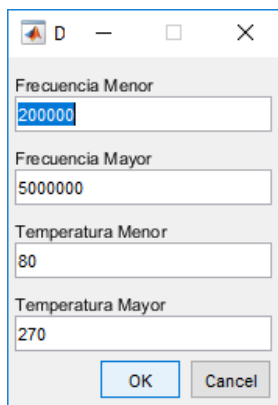 D
Frecuencia Menor
200000
Frecuencia Mayor
5000000
Temperatura Menor
80
Temperatura Mayor
270
OK Cancel